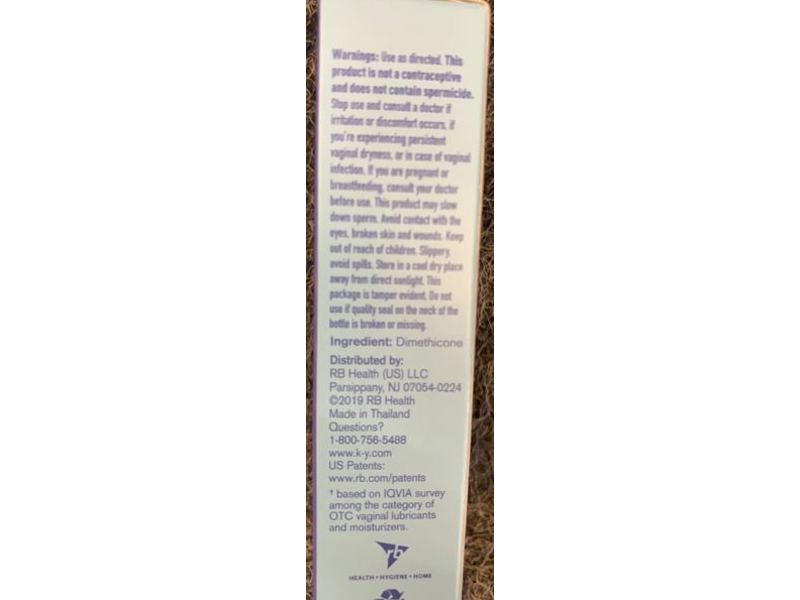 Warnings: Use as directed. This
product is not a contraceptive
and does not contain spermicide.
Stop use and consult a doctor if
irritation or discomfort occurs, if
you're experiencing persistent
vaginal dryness, or in case of vaginal
infection. If you are pregnant or
breastfeeding, consult your doctor
before use. This product may slow
down sperm. Avoid contact with the
eyes, broken skin and wounds. Keep
out of reach of children. Slippery,
avoid spills. Store in a cool dry place
away from direct sunlight. This
package is tamper evident. Do not
use if quality seal on the neck of the
bottle is broken or missing.
Ingredient: Dimethicone
Distributed by:
RB Health (US) LLC
Parsippany, NJ 07054-0224
©2019 RB Health
Made in Thailand
Questions?
1-800-756-5488
www.k-y.com
US Patents:
www.rb.com/patents
† based on IQVIA survey
among the category of
OTC vaginal lubricants
and moisturizers.
rb
HEALTH • HYGIENE • HOME